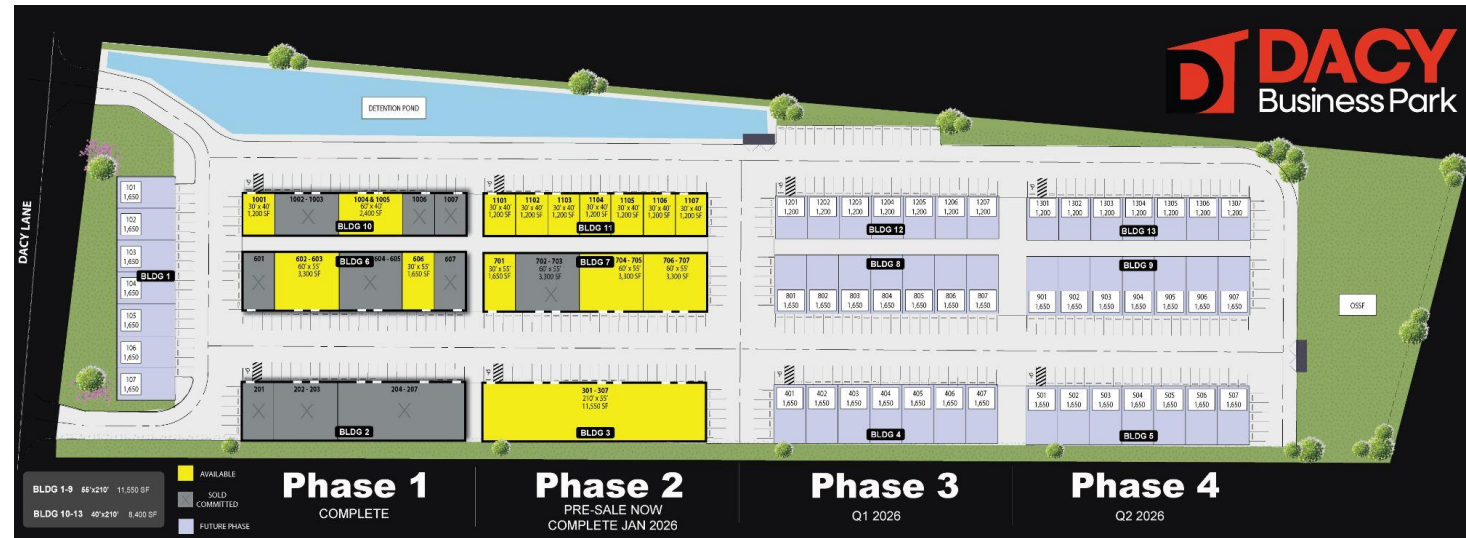 DACY
Business Park
DETENTION POND
DACY LANE
101
1,650
102
1,650
103
1,650
BLDG 1
104
1,650
105
1,650
106
1,650
107
1,650
1001
30' x 40'
1,200 SF
1002 - 1003
1004 & 1005
60' x 40'
2,400 SF
1006
1007
BLDG 10
1101
30' x 40'
1,200 SF
1102
30' x 40'
1,200 SF
1103
30' x 40'
1,200 SF
1104
30' x 40'
1,200 SF
1105
30' x 40'
1,200 SF
1106
30' x 40'
1,200 SF
1107
30' x 40'
1,200 SF
BLDG 11
1201
1,200
1202
1,200
1203
1,200
1204
1,200
1205
1,200
1206
1,200
1207
1,200
BLDG 12
1301
1,200
1302
1,200
1303
1,200
1304
1,200
1305
1,200
1306
1,200
1307
1,200
BLDG 13
601
602 - 603
60' x 55'
3,300 SF
BLDG 6
604 - 605
606
30' x 55'
1,650 SF
607
701
30' x 55'
1,650 SF
702 - 703
60' x 55'
3,300 SF
BLDG 7
704 - 705
60' x 55'
3,300 SF
706 - 707
60' x 55'
3,300 SF
BLDG 8
801
1,650
802
1,650
803
1,650
804
1,650
805
1,650
806
1,650
807
1,650
BLDG 9
901
1,650
902
1,650
903
1,650
904
1,650
905
1,650
906
1,650
907
1,650
OSSF
201
202 - 203
204 - 207
BLDG 2
301 - 307
210' x 55'
11,550 SF
BLDG 3
401
1,650
402
1,650
403
1,650
404
1,650
405
1,650
406
1,650
407
1,650
BLDG 4
501
1,650
502
1,650
503
1,650
504
1,650
505
1,650
506
1,650
507
1,650
BLDG 5
BLDG 1-9 55'x210' 11,550 SF
BLDG 10-13 40'x210' 8,400 SF
AVAILABLE
SOLD
COMMITTED
FUTURE PHASE
Phase 1
COMPLETE
Phase 2
PRE-SALE NOW
COMPLETE JAN 2026
Phase 3
Q1 2026
Phase 4
Q2 2026